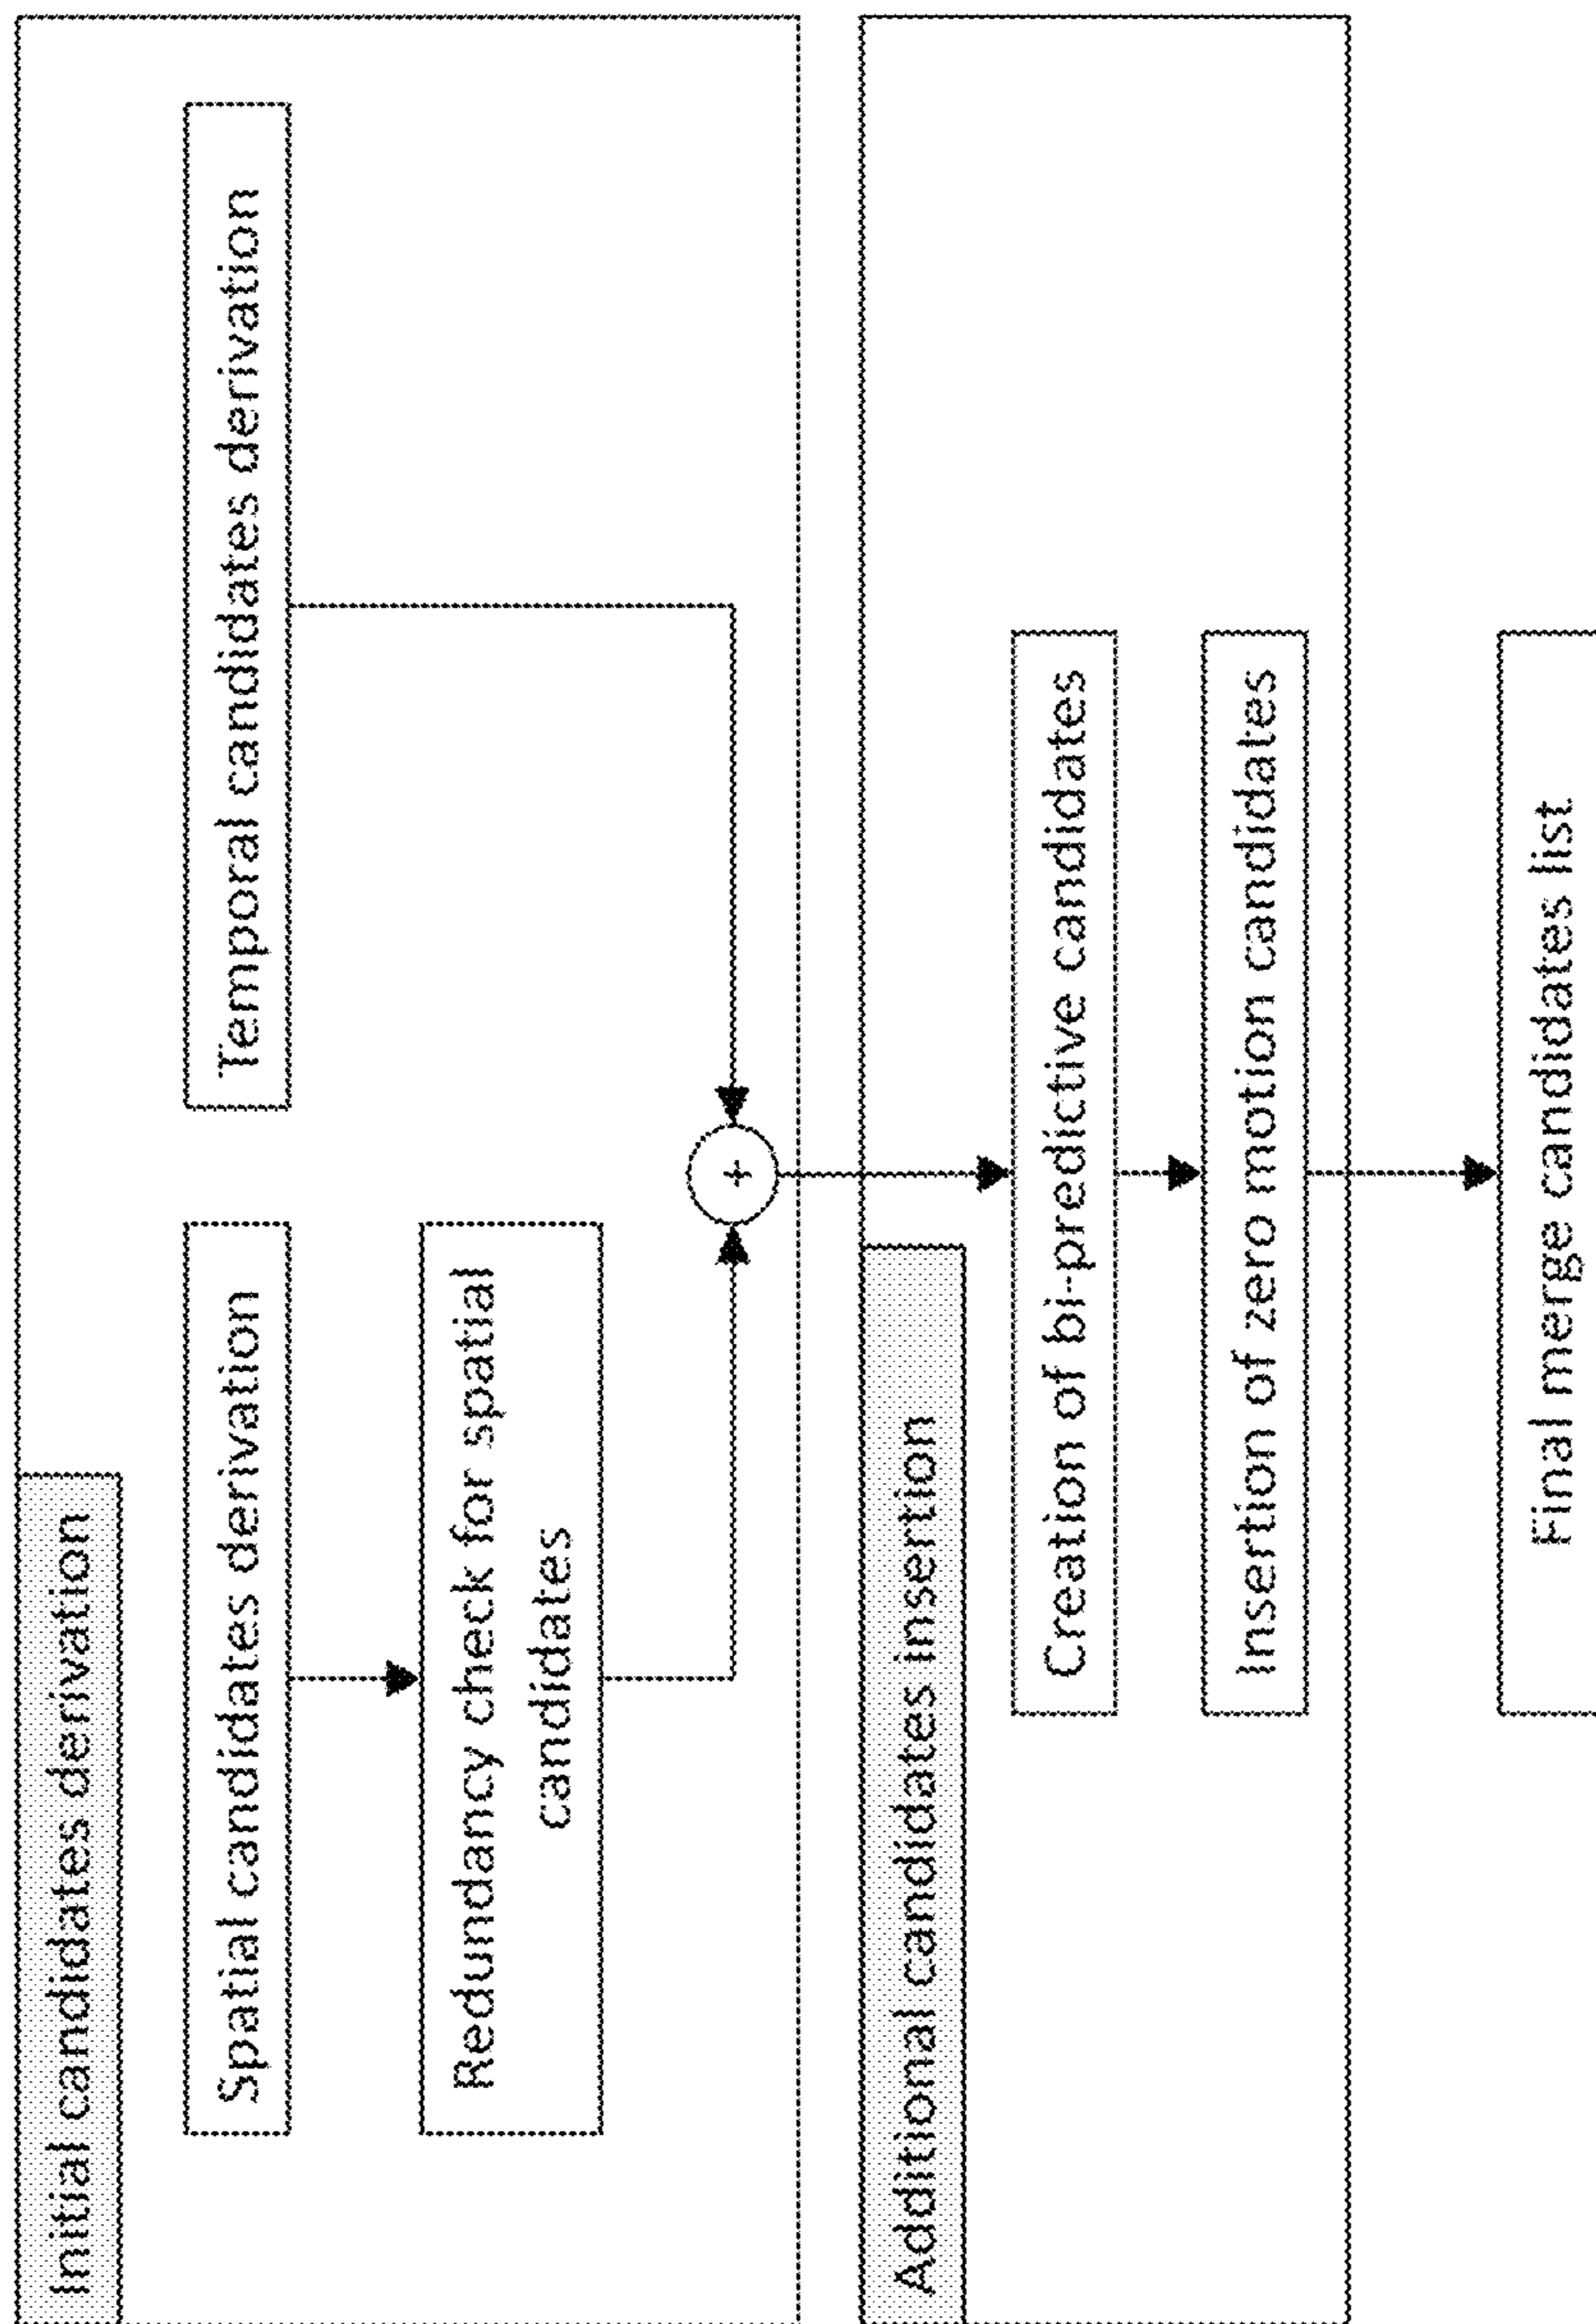 Initial candidates derivation
Spatial candidates derivation
Temporal candidates derivation
Redundancy check for spatial
candidates
+
Additional candidates insertion
Creation of bi-predictive candidates
Insertion of zero motion candidates
Final merge candidates list